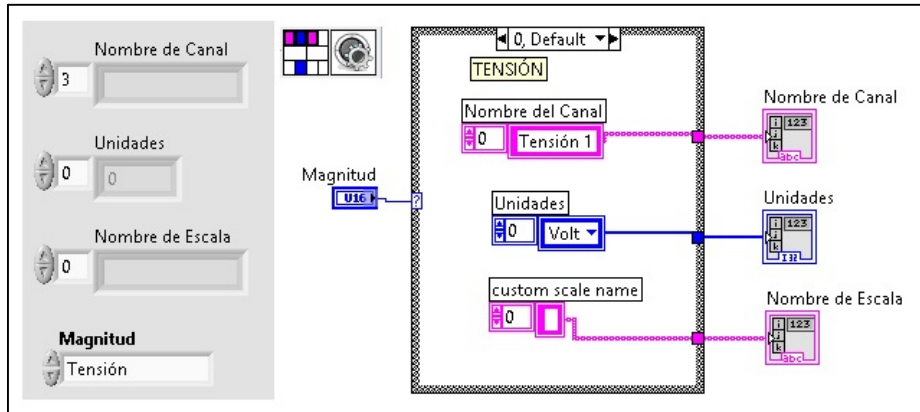 Nombre de Canal
3
Unidades
0
0
Nombre de Escala
0
Magnitud
Tensión
Magnitud
U16
?
0, Default
TENSIÓN
Nombre del Canal
0
Tensión 1
Unidades
0
Volt
custom scale name
0
Nombre de Canal
i 123
j
k
abc
Unidades
i 123
j
k
I32
Nombre de Escala
i 123
j
k
abc